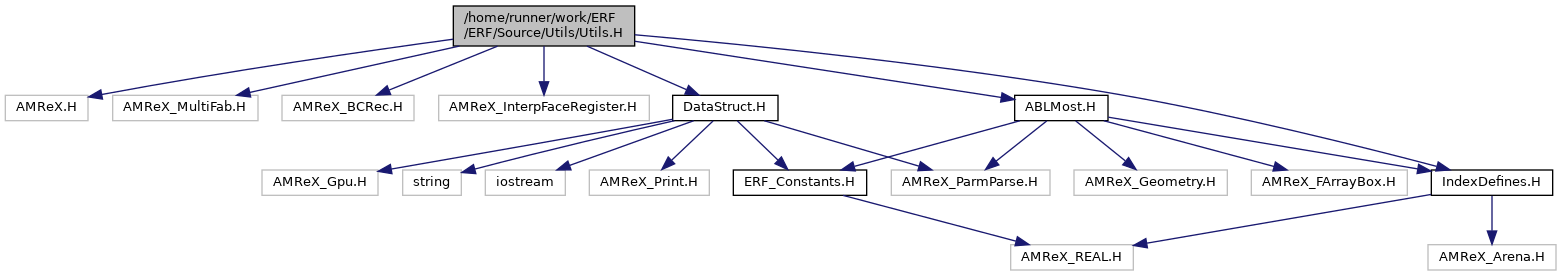 /home/runner/work/ERF
/ERF/Source/Utils/Utils.H
AMReX.H
AMReX_MultiFab.H
AMReX_BCRec.H
AMReX_InterpFaceRegister.H
DataStruct.H
ABLMost.H
AMReX_Gpu.H
string
iostream
AMReX_Print.H
ERF_Constants.H
AMReX_ParmParse.H
AMReX_Geometry.H
AMReX_FArrayBox.H
IndexDefines.H
AMReX_REAL.H
AMReX_Arena.H